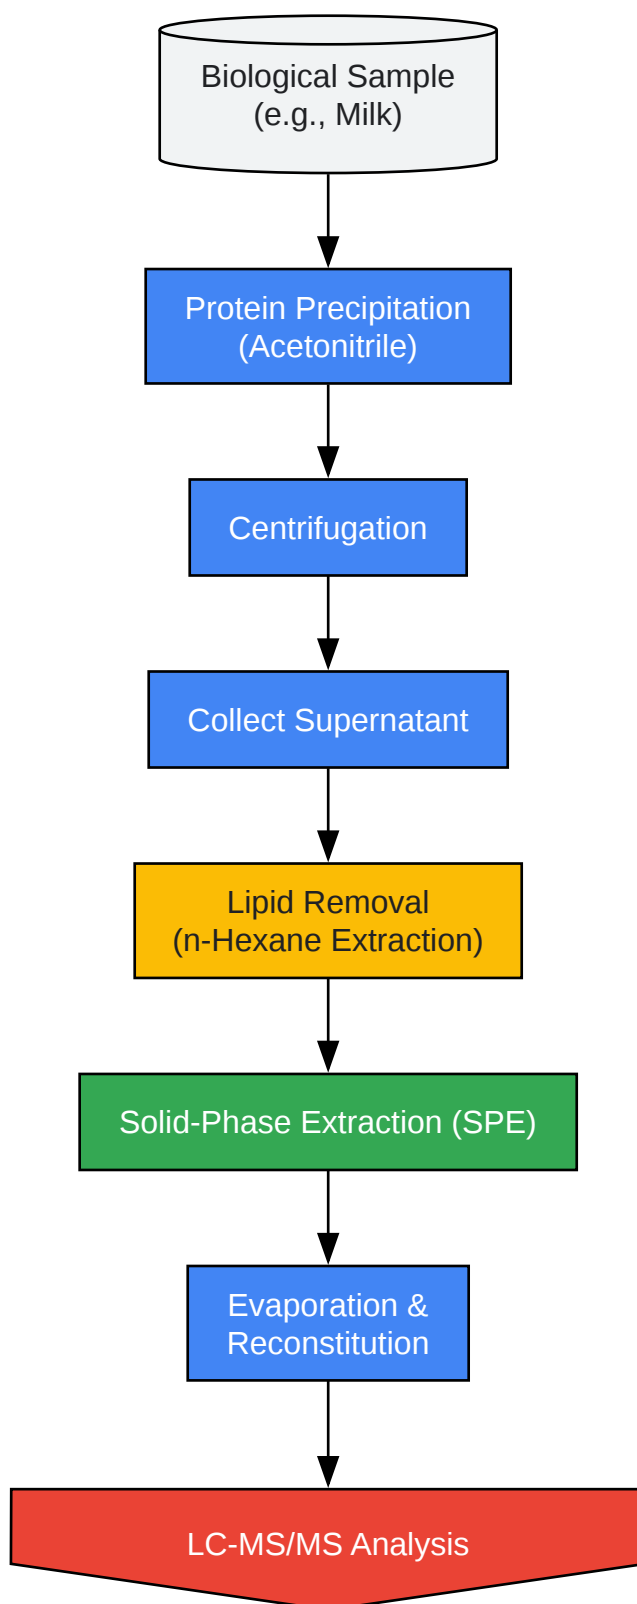 Biological Sample
(e.g., Milk)
Protein Precipitation
(Acetonitrile)
Centrifugation
Collect Supernatant
Lipid Removal
(n-Hexane Extraction)
Solid-Phase Extraction (SPE)
Evaporation &
Reconstitution
LC-MS/MS Analysis